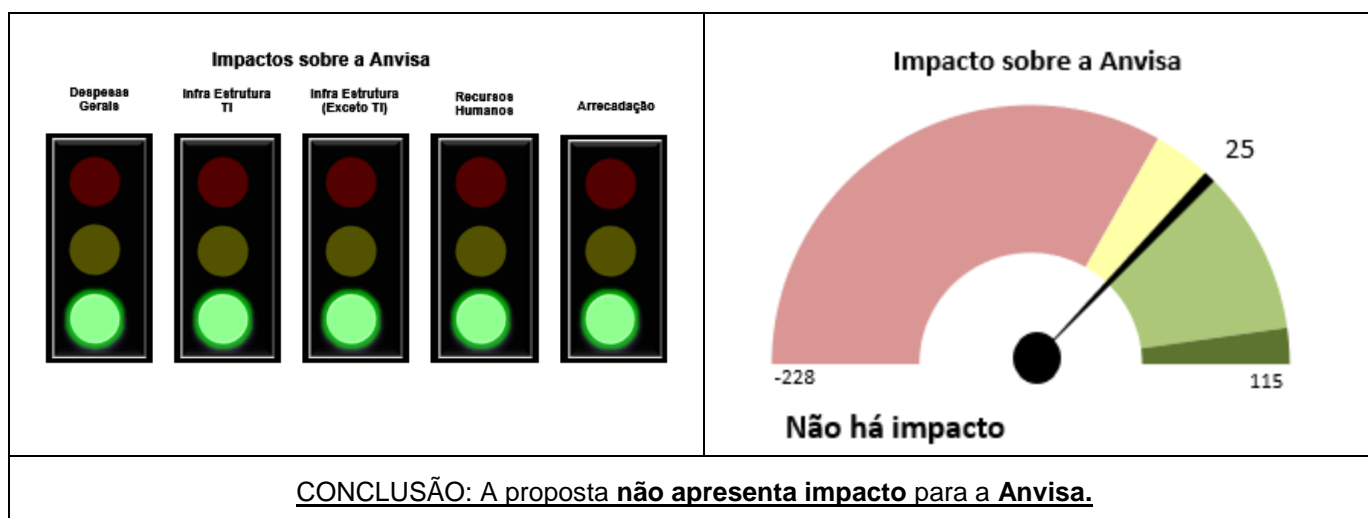 Impactos sobre a Anvisa
Despesas
Gerais
Infra Estrutura
TI
Infra Estrutura
(Exceto TI)
Recursos
Humanos
Arrecadação
Impacto sobre a Anvisa
25
-228
115
Não há impacto
CONCLUSÃO: A proposta não apresenta impacto para a Anvisa.